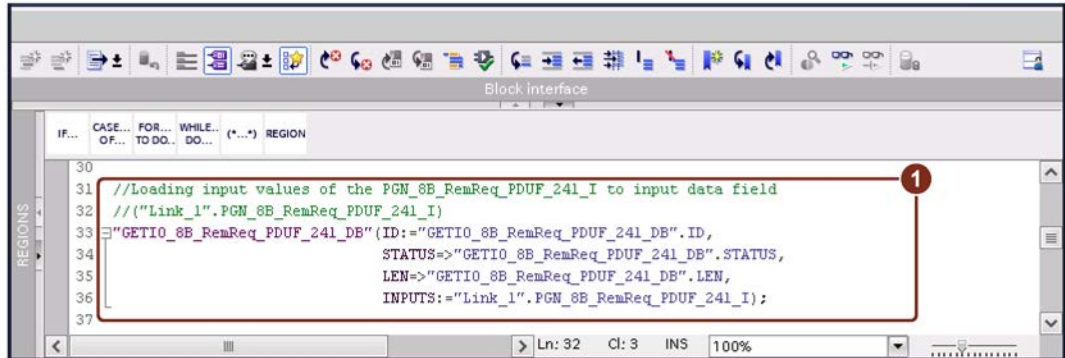 Block interface
IF... CASE... OF... FOR... TO DO.. WHILE.. DO... (*...*) REGION
REGIONS
1
30
31 //Loading input values of the PGN_8B_RemReq_PDUF_241_I to input data field
32 //("Link_1".PGN_8B_RemReq_PDUF_241_I)
33 "GETIO_8B_RemReq_PDUF_241_DB"(ID:="GETIO_8B_RemReq_PDUF_241_DB".ID,
34 STATUS=>"GETIO_8B_RemReq_PDUF_241_DB".STATUS,
35 LEN=>"GETIO_8B_RemReq_PDUF_241_DB".LEN,
36 INPUTS:="Link_1".PGN_8B_RemReq_PDUF_241_I);
37
Ln: 32 Cl: 3 INS 100%